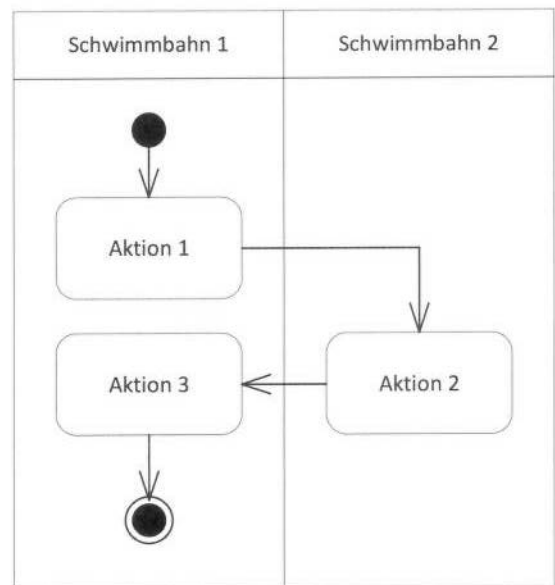 Schwimmbahn 1
Schwimmbahn 2
Aktion 1
Aktion 3
Aktion 2